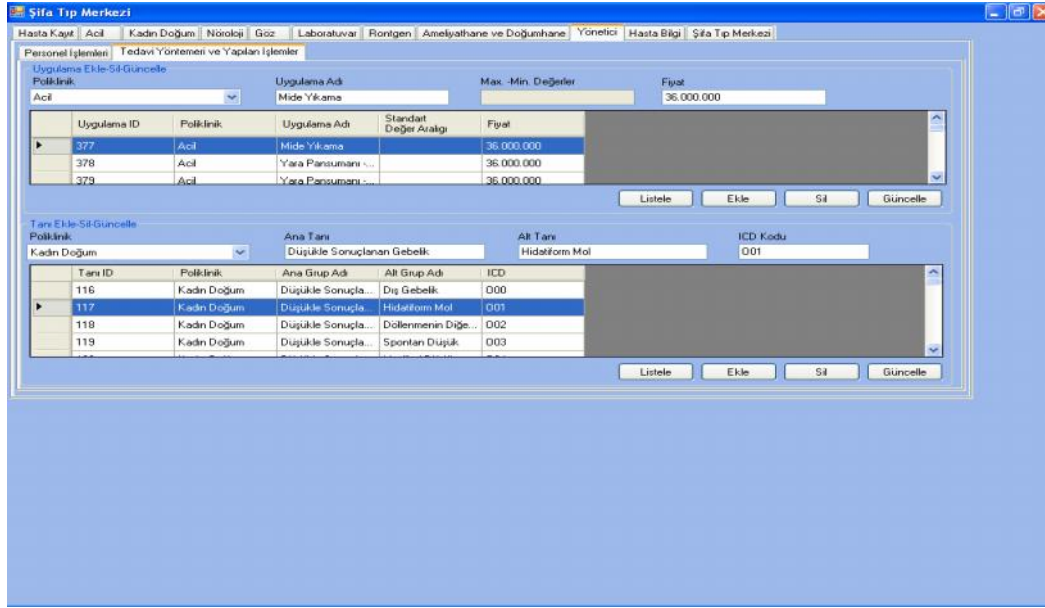 Şifa Tıp Merkezi
Hasta Kayıt Acil Kadın Doğum Nöroloji Göz Laboratuvar Rontgen Ameliyathane ve Doğumhane Yönetici Hasta Bilgi Şifa Tıp Merkezi
Personel İşlemleri Tedavi Yöntemeri ve Yapılan İşlemler
Uygulama Ekle-Sil-Güncelle
Poliklinik Uygulama Adı Max. -Min. Değerler Fiyat
Acil Mide Yıkama 36.000.000
Uygulama ID Poliklinik Uygulama Adı Standart Değer Aralıgı Fiyat
377 Acil Mide Yıkama 36.000.000
378 Acil Yara Pansumanı -... 36.000.000
379 Acil Yara Pansumanı -... 36.000.000
Listele Ekle Sil Güncelle
Tanı Ekle-Sil-Güncelle
Poliklinik Ana Tanı Alt Tanı ICD Kodu
Kadın Doğum Düşükle Sonuçlanan Gebelik Hidatiform Mol O01
Tanı ID Poliklinik Ana Grup Adı Alt Grup Adı ICD
116 Kadın Doğum Düşükle Sonuçla... Dış Gebelik O00
117 Kadın Doğum Düşükle Sonuçla... Hidatiform Mol O01
118 Kadın Doğum Düşükle Sonuçla... Döllenmenin Diğe... O02
119 Kadın Doğum Düşükle Sonuçla... Spontan Düşük O03
Listele Ekle Sil Güncelle